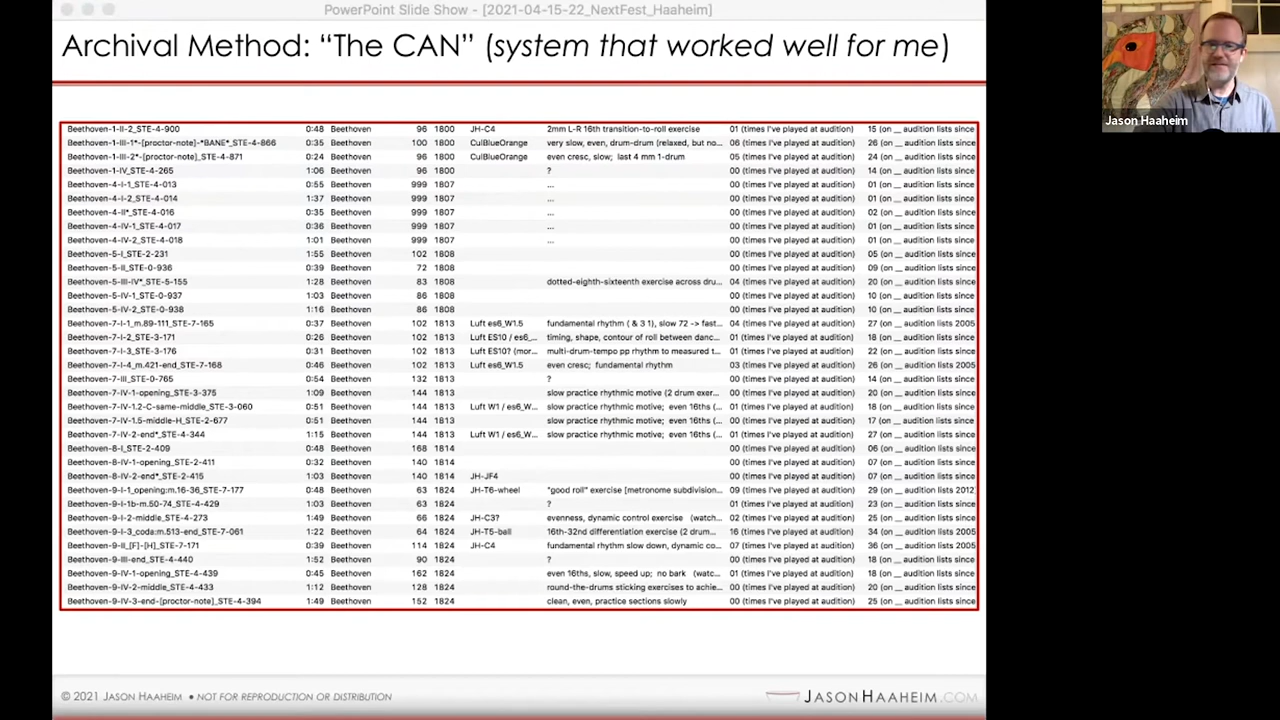 PowerPoint Slide Show - [2021-04-15-22_NextFest_Haaheim]
Archival Method: “The CAN” (system that worked well for me)
Jason Haaheim
Beethoven-1-II-2_STE-4-900 0:48 Beethoven 96 1800 JH-C4 2mm L-R 16th transition-to-roll exercise 01 (times I've played at audition) 15 (on __ audition lists since
Beethoven-1-III-1*-[proctor-note]-*BANE*_STE-4-866 0:35 Beethoven 100 1800 CulBlueOrange very slow, even, drum-drum (relaxed, but no... 06 (times I've played at audition) 26 (on __ audition lists since
Beethoven-1-III-2*-[proctor-note]_STE-4-871 0:24 Beethoven 96 1800 CulBlueOrange even cresc, slow; last 4 mm 1-drum 05 (times I've played at audition) 24 (on __ audition lists since
Beethoven-1-IV_STE-4-265 1:06 Beethoven 96 1800 ? 00 (times I've played at audition) 14 (on __ audition lists since
Beethoven-4-I-1_STE-4-013 0:55 Beethoven 999 1807 ... 00 (times I've played at audition) 01 (on __ audition lists since
Beethoven-4-I-2_STE-4-014 1:37 Beethoven 999 1807 ... 00 (times I've played at audition) 01 (on __ audition lists since
Beethoven-4-II*_STE-4-016 0:35 Beethoven 999 1807 ... 00 (times I've played at audition) 02 (on __ audition lists since
Beethoven-4-IV-1_STE-4-017 0:36 Beethoven 999 1807 ... 00 (times I've played at audition) 01 (on __ audition lists since
Beethoven-4-IV-2_STE-4-018 1:01 Beethoven 999 1807 ... 00 (times I've played at audition) 01 (on __ audition lists since
Beethoven-5-I_STE-2-231 1:55 Beethoven 102 1808 00 (times I've played at audition) 05 (on __ audition lists since
Beethoven-5-II_STE-0-936 0:39 Beethoven 72 1808 00 (times I've played at audition) 09 (on __ audition lists since
Beethoven-5-III-IV*_STE-5-155 1:28 Beethoven 83 1808 dotted-eighth-sixteenth exercise across dru... 04 (times I've played at audition) 20 (on __ audition lists since
Beethoven-5-IV-1_STE-0-937 1:03 Beethoven 86 1808 00 (times I've played at audition) 10 (on __ audition lists since
Beethoven-5-IV-2_STE-0-938 1:16 Beethoven 86 1808 00 (times I've played at audition) 10 (on __ audition lists since
Beethoven-7-I-1_m.89-111_STE-7-165 0:37 Beethoven 102 1813 Luft es6_W1.5 fundamental rhythm ( & 3 1), slow 72 -> fast... 04 (times I've played at audition) 27 (on __ audition lists 2005
Beethoven-7-I-2_STE-3-171 0:26 Beethoven 102 1813 Luft ES10 / es6_... timing, shape, contour of roll between danc... 01 (times I've played at audition) 18 (on __ audition lists since
Beethoven-7-I-3_STE-3-176 0:31 Beethoven 102 1813 Luft ES10? (mor... multi-drum-tempo pp rhythm to measured t... 01 (times I've played at audition) 22 (on __ audition lists since
Beethoven-7-I-4_m.421-end_STE-7-168 0:46 Beethoven 102 1813 Luft es6_W1.5 even cresc; fundamental rhythm 03 (times I've played at audition) 26 (on __ audition lists 2005
Beethoven-7-III_STE-0-765 0:54 Beethoven 132 1813 ? 00 (times I've played at audition) 14 (on __ audition lists since
Beethoven-7-IV-1-opening_STE-3-375 1:09 Beethoven 144 1813 slow practice rhythmic motive (2 drum exer... 00 (times I've played at audition) 20 (on __ audition lists since
Beethoven-7-IV-1.2-C-same-middle_STE-3-060 0:51 Beethoven 144 1813 Luft W1 / es6_W... slow practice rhythmic motive; even 16ths (... 01 (times I've played at audition) 18 (on __ audition lists since
Beethoven-7-IV-1.5-middle-H_STE-2-677 0:51 Beethoven 144 1813 slow practice rhythmic motive; even 16ths (... 00 (times I've played at audition) 17 (on __ audition lists since
Beethoven-7-IV-2-end*_STE-4-344 1:15 Beethoven 144 1813 Luft W1 / es6_W... slow practice rhythmic motive; even 16ths (... 01 (times I've played at audition) 27 (on __ audition lists since
Beethoven-8-I_STE-2-409 0:48 Beethoven 168 1814 00 (times I've played at audition) 06 (on __ audition lists since
Beethoven-8-IV-1-opening_STE-2-411 0:32 Beethoven 140 1814 00 (times I've played at audition) 07 (on __ audition lists since
Beethoven-8-IV-2-end*_STE-2-415 1:03 Beethoven 140 1814 JH-JF4 00 (times I've played at audition) 07 (on __ audition lists since
Beethoven-9-I-1_opening:m.16-36_STE-7-177 0:48 Beethoven 63 1824 JH-T6-wheel "good roll" exercise [metronome subdivision... 09 (times I've played at audition) 29 (on __ audition lists 2012
Beethoven-9-I-1b-m.50-74_STE-4-429 1:03 Beethoven 63 1824 ? 01 (times I've played at audition) 23 (on __ audition lists since
Beethoven-9-I-2-middle_STE-4-273 1:49 Beethoven 66 1824 JH-C3? evenness, dynamic control exercise (watch... 02 (times I've played at audition) 25 (on __ audition lists since
Beethoven-9-I-3_coda:m.513-end_STE-7-061 1:22 Beethoven 64 1824 JH-T5-ball 16th-32nd differentiation exercise (2 drum... 16 (times I've played at audition) 34 (on __ audition lists 2005
Beethoven-9-II_[F]-[H]_STE-7-171 0:39 Beethoven 114 1824 JH-C4 fundamental rhythm slow down, dynamic co... 07 (times I've played at audition) 36 (on __ audition lists 2005
Beethoven-9-III-end_STE-4-440 1:52 Beethoven 90 1824 ? 00 (times I've played at audition) 18 (on __ audition lists since
Beethoven-9-IV-1-opening_STE-4-439 0:45 Beethoven 162 1824 even 16ths, slow, speed up; no bark (watc... 01 (times I've played at audition) 18 (on __ audition lists since
Beethoven-9-IV-2-middle_STE-4-433 1:12 Beethoven 128 1824 round-the-drums sticking exercises to achie... 00 (times I've played at audition) 20 (on __ audition lists since
Beethoven-9-IV-3-end-[proctor-note]_STE-4-394 1:49 Beethoven 152 1824 clean, even, practice sections slowly 00 (times I've played at audition) 25 (on __ audition lists since
© 2021 JASON HAAHEIM • NOT FOR REPRODUCTION OR DISTRIBUTION
JASONHAAHEIM.COM